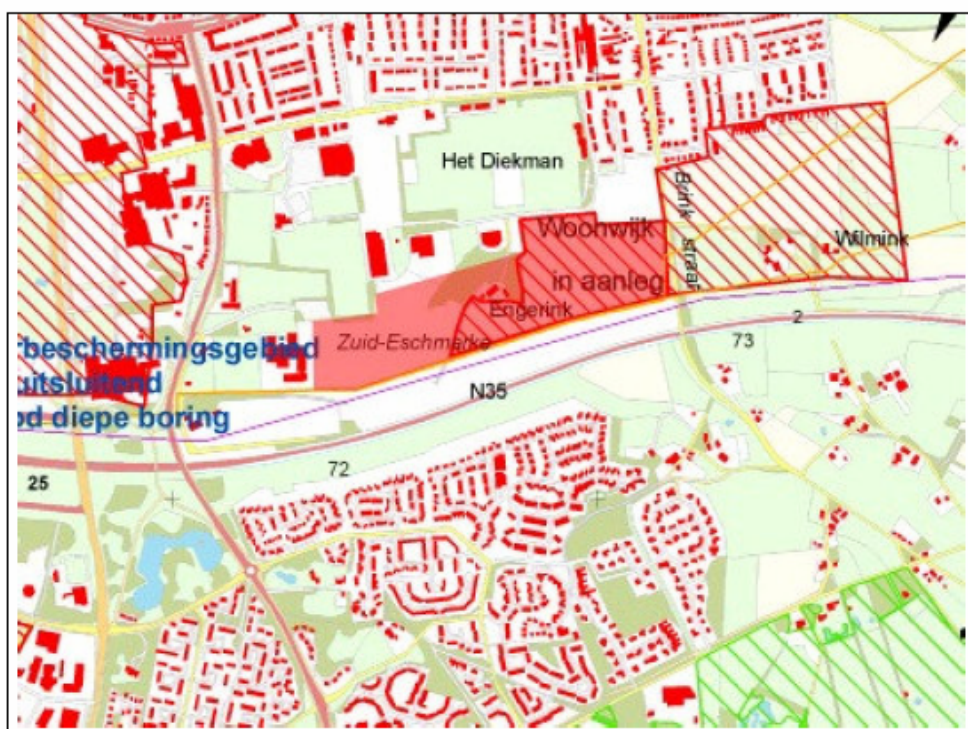 Het Diekman
Brink straat
Woonwijk
in aanleg
Wilmink
Engerink
Zuid-Eschmarke
2
73
N35
rbeschermingsgebied
uitsluitend
od diepe boring
72
25